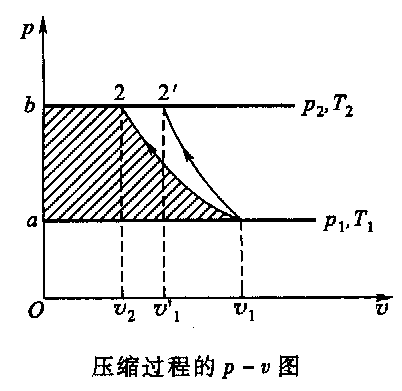 p
2 2′
b p₂,T₂
a p₁,T₁
O v₂ v′₁ v₁ v
压缩过程的 p – v 图